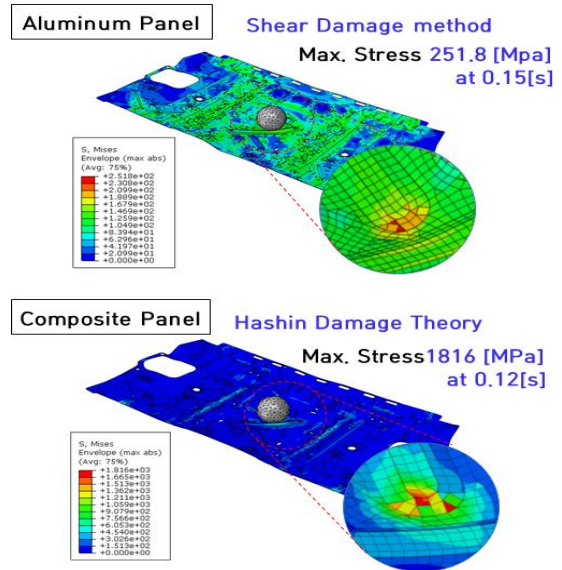 Aluminum Panel
Shear Damage method
Max. Stress 251.8 [Mpa]
at 0.15[s]
S, Mises
Envelope (max abs)
(Avg: 75%)
+2.518e+02
+2.308e+02
+2.099e+02
+1.889e+02
+1.679e+02
+1.469e+02
+1.259e+02
+1.049e+02
+8.394e+01
+6.296e+01
+4.197e+01
+2.099e+01
+0.000e+00
Composite Panel
Hashin Damage Theory
Max. Stress1816 [MPa]
at 0.12[s]
S, Mises
Envelope (max abs)
(Avg: 75%)
+1.816e+03
+1.665e+03
+1.513e+03
+1.362e+03
+1.211e+03
+1.059e+03
+9.079e+02
+7.566e+02
+6.053e+02
+4.540e+02
+3.026e+02
+1.513e+02
+0.000e+00